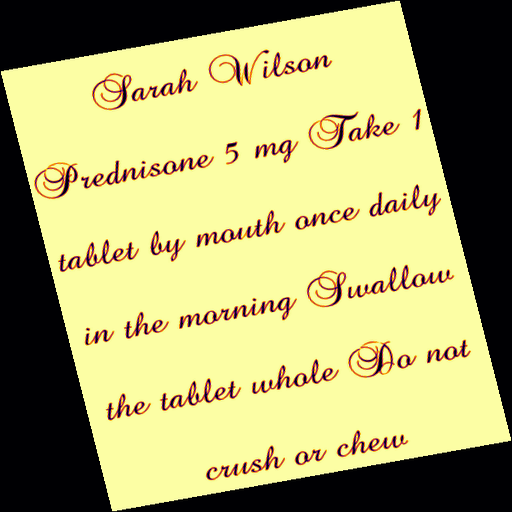 Sarah Wilson
Prednisone 5 mg Take 1
tablet by mouth once daily
in the morning Swallow
the tablet whole Do not
crush or chew